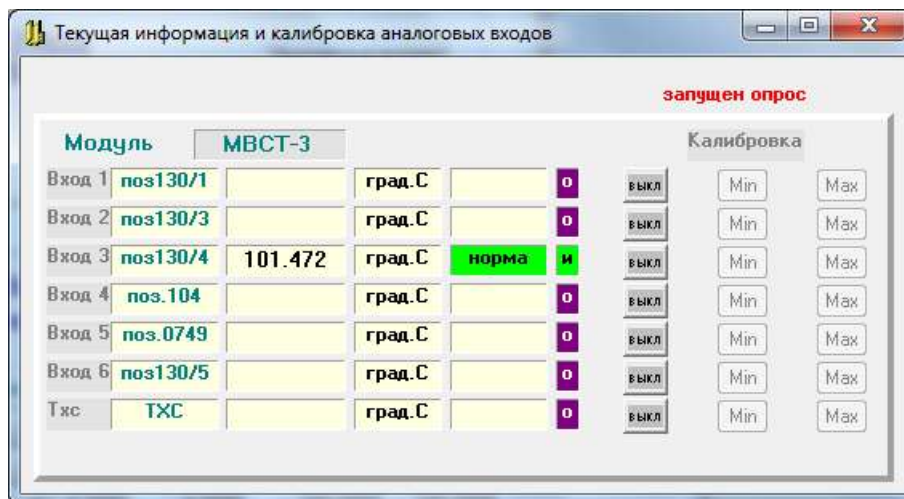 Текущая информация и калибровка аналоговых входов
запущен опрос
Модуль МВСТ-3 Калибровка
Вход 1 поз130/1 град.С о выкл Min Max
Вход 2 поз130/3 град.С о выкл Min Max
Вход 3 поз130/4 101.472 град.С норма и выкл Min Max
Вход 4 поз.104 град.С о выкл Min Max
Вход 5 поз.0749 град.С о выкл Min Max
Вход 6 поз130/5 град.С о выкл Min Max
Тхс ТХС град.С о выкл Min Max